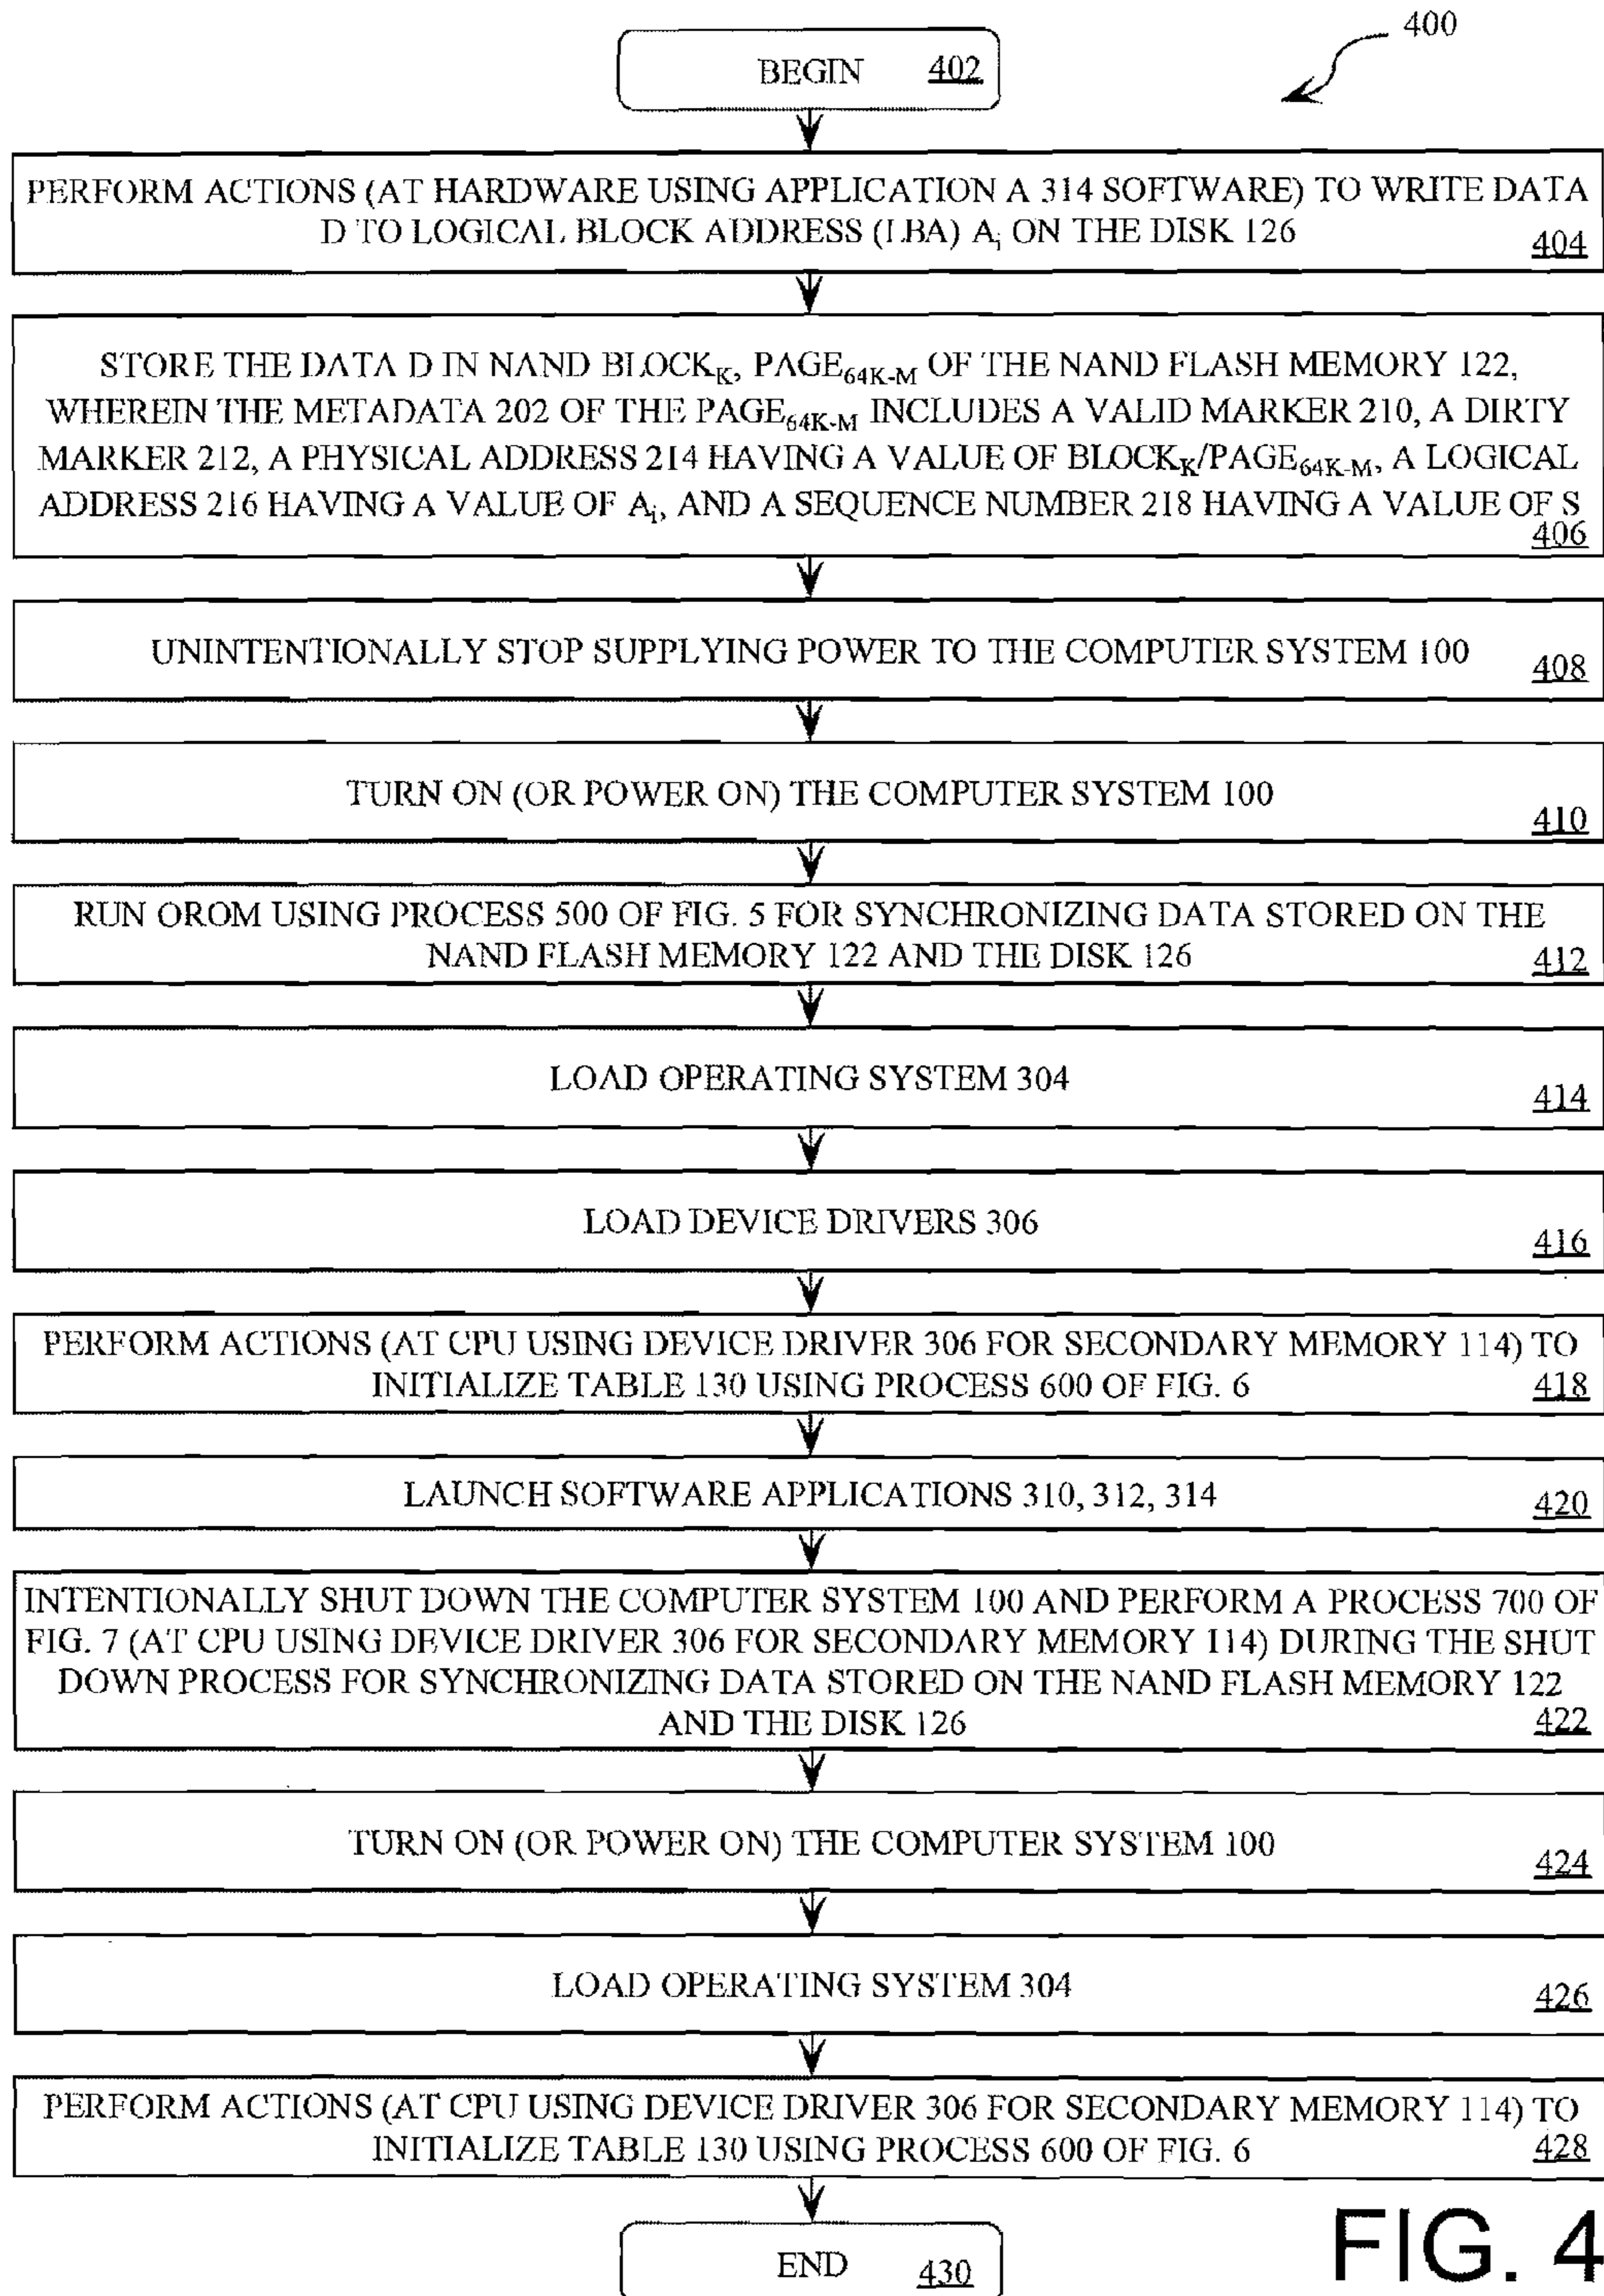 400
BEGIN 402
PERFORM ACTIONS (AT HARDWARE USING APPLICATION A 314 SOFTWARE) TO WRITE DATA
D TO LOGICAL BLOCK ADDRESS (LBA) Ai ON THE DISK 126
404
STORE THE DATA D IN NAND BLOCKK, PAGE64K-M OF THE NAND FLASH MEMORY 122,
WHEREIN THE METADATA 202 OF THE PAGE64K-M INCLUDES A VALID MARKER 210, A DIRTY
MARKER 212, A PHYSICAL ADDRESS 214 HAVING A VALUE OF BLOCKK/PAGE64K-M, A LOGICAL
ADDRESS 216 HAVING A VALUE OF Ai, AND A SEQUENCE NUMBER 218 HAVING A VALUE OF S
406
UNINTENTIONALLY STOP SUPPLYING POWER TO THE COMPUTER SYSTEM 100
408
TURN ON (OR POWER ON) THE COMPUTER SYSTEM 100
410
RUN OROM USING PROCESS 500 OF FIG. 5 FOR SYNCHRONIZING DATA STORED ON THE
NAND FLASH MEMORY 122 AND THE DISK 126
412
LOAD OPERATING SYSTEM 304
414
LOAD DEVICE DRIVERS 306
416
PERFORM ACTIONS (AT CPU USING DEVICE DRIVER 306 FOR SECONDARY MEMORY 114) TO
INITIALIZE TABLE 130 USING PROCESS 600 OF FIG. 6
418
LAUNCH SOFTWARE APPLICATIONS 310, 312, 314
420
INTENTIONALLY SHUT DOWN THE COMPUTER SYSTEM 100 AND PERFORM A PROCESS 700 OF
FIG. 7 (AT CPU USING DEVICE DRIVER 306 FOR SECONDARY MEMORY 114) DURING THE SHUT
DOWN PROCESS FOR SYNCHRONIZING DATA STORED ON THE NAND FLASH MEMORY 122
AND THE DISK 126
422
TURN ON (OR POWER ON) THE COMPUTER SYSTEM 100
424
LOAD OPERATING SYSTEM 304
426
PERFORM ACTIONS (AT CPU USING DEVICE DRIVER 306 FOR SECONDARY MEMORY 114) TO
INITIALIZE TABLE 130 USING PROCESS 600 OF FIG. 6
428
END 430
FIG. 4